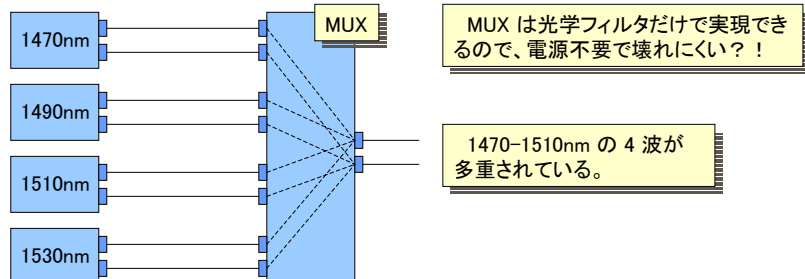 1470nm
1490nm
1510nm
1530nm
MUX
MUX は光学フィルタだけで実現でき
るので、電源不要で壊れにくい？！
1470-1510nm の 4 波が
多重されている。